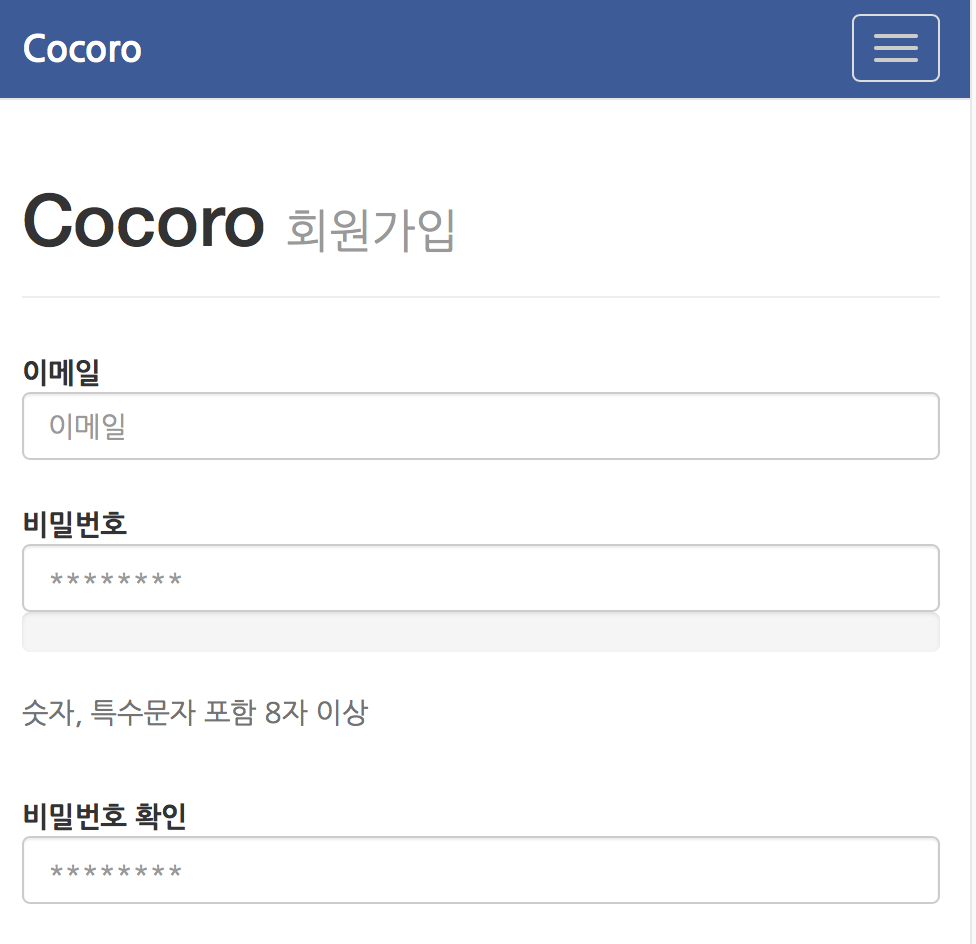 Cocoro
Cocoro 회원가입
이메일
이메일
비밀번호
********
숫자, 특수문자 포함 8자 이상
비밀번호 확인
********